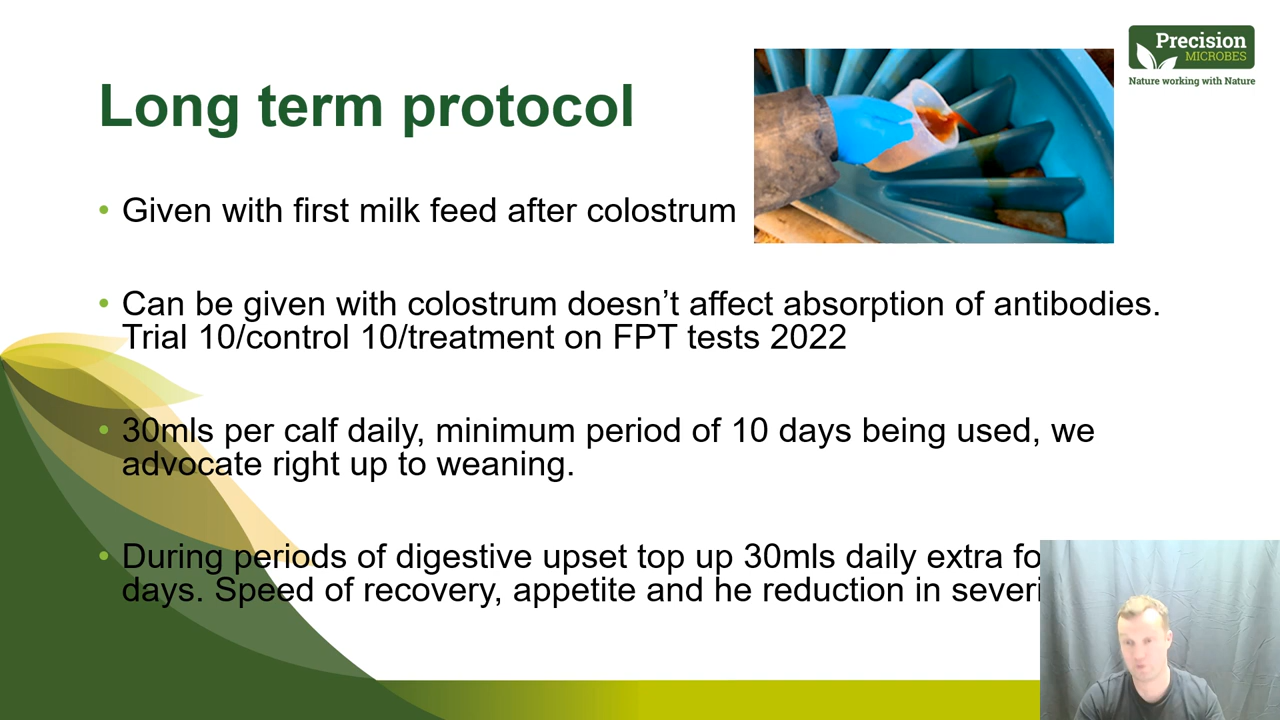 Precision
MICROBES
Nature working with Nature
Long term protocol
• Given with first milk feed after colostrum
• Can be given with colostrum doesn’t affect absorption of antibodies.
Trial 10/control 10/treatment on FPT tests 2022
• 30mls per calf daily, minimum period of 10 days being used, we
advocate right up to weaning.
• During periods of digestive upset top up 30mls daily extra
days. Speed of recovery, appetite and he reduction in